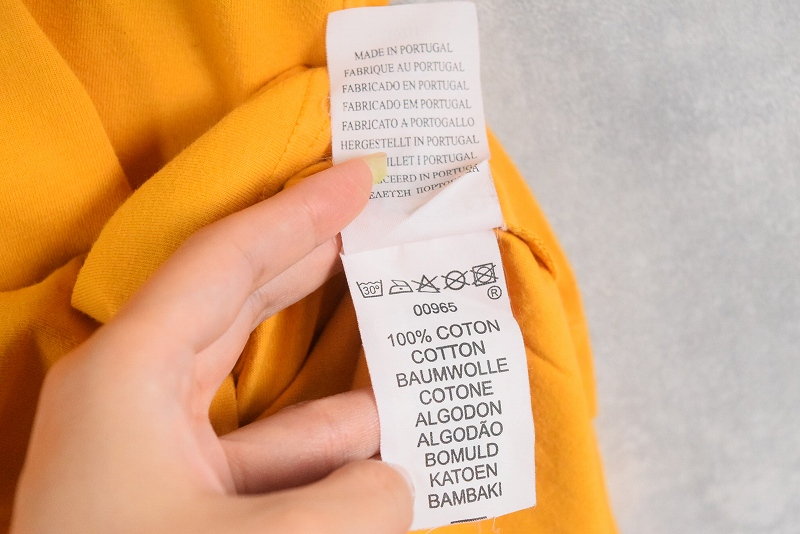 MADE IN PORTUGAL
FABRIQUE AU PORTUGAL
FABRICADO EN PORTUGAL
FABRICADO EM PORTUGAL
FABRICATO A PORTOGALLO
HERGESTELLT IN PORTUGAL
I PORTUGAL
IN
30°
®
00965
100% COTON
COTTON
BAUMWOLLE
COTONE
ALGODON
ALGODÃO
BOMULD
KATOEN
BAMBAKI